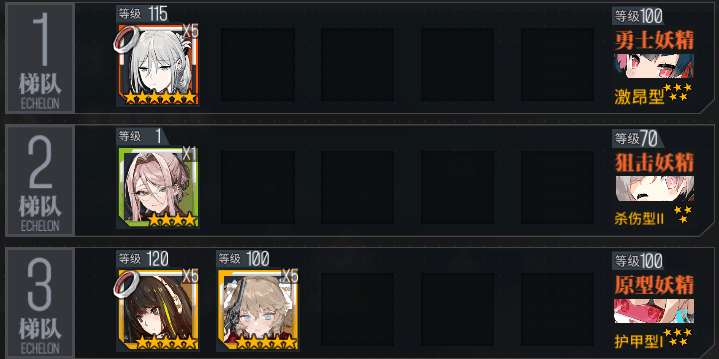 1
梯队
ECHELON
等级 115
X5
等级100
勇士妖精
激昂型
2
梯队
ECHELON
等级 1
X1
等级70
狙击妖精
杀伤型II
3
梯队
ECHELON
等级 120
X5
等级 100
X5
等级100
原型妖精
护甲型I